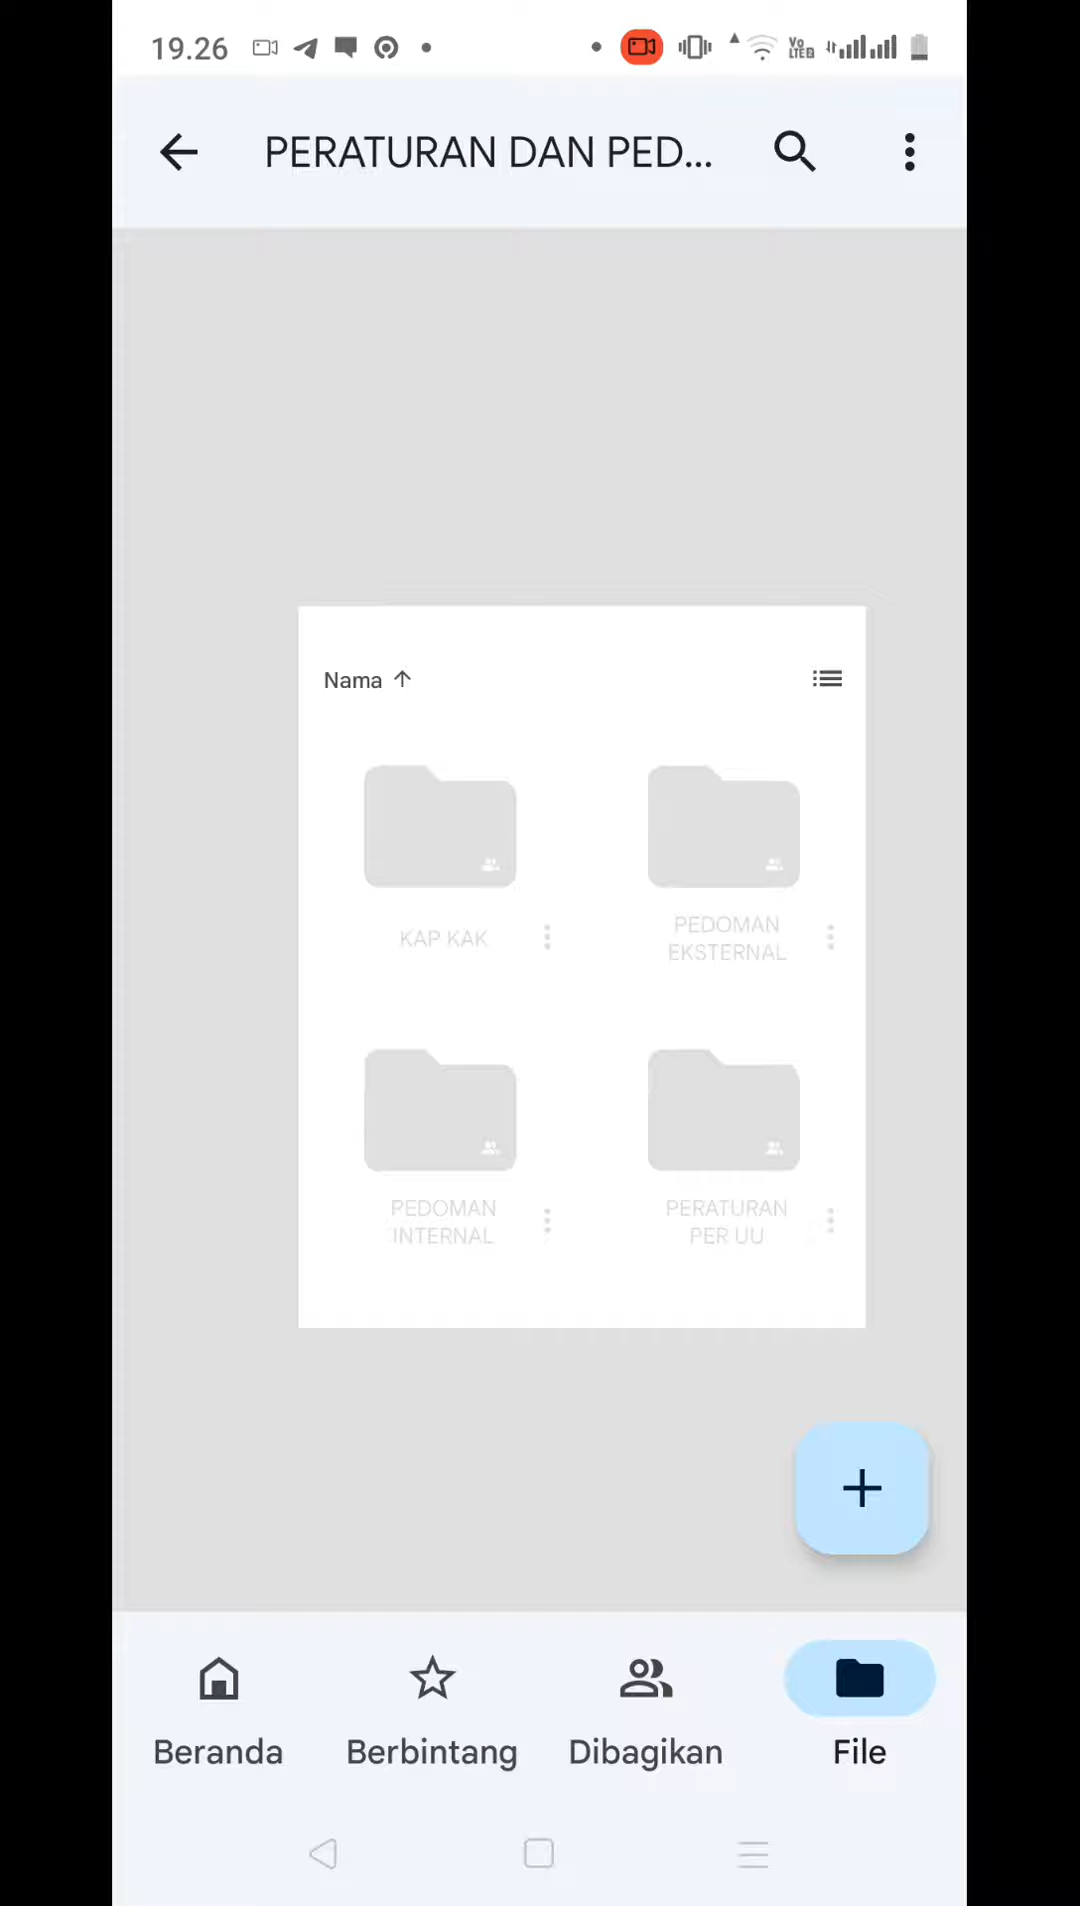 19.26
PERATURAN DAN PED...
Nama
KAP KAK
PEDOMAN
EKSTERNAL
PEDOMAN
INTERNAL
PERATURAN
PER UU
Beranda
Berbintang
Dibagikan
File